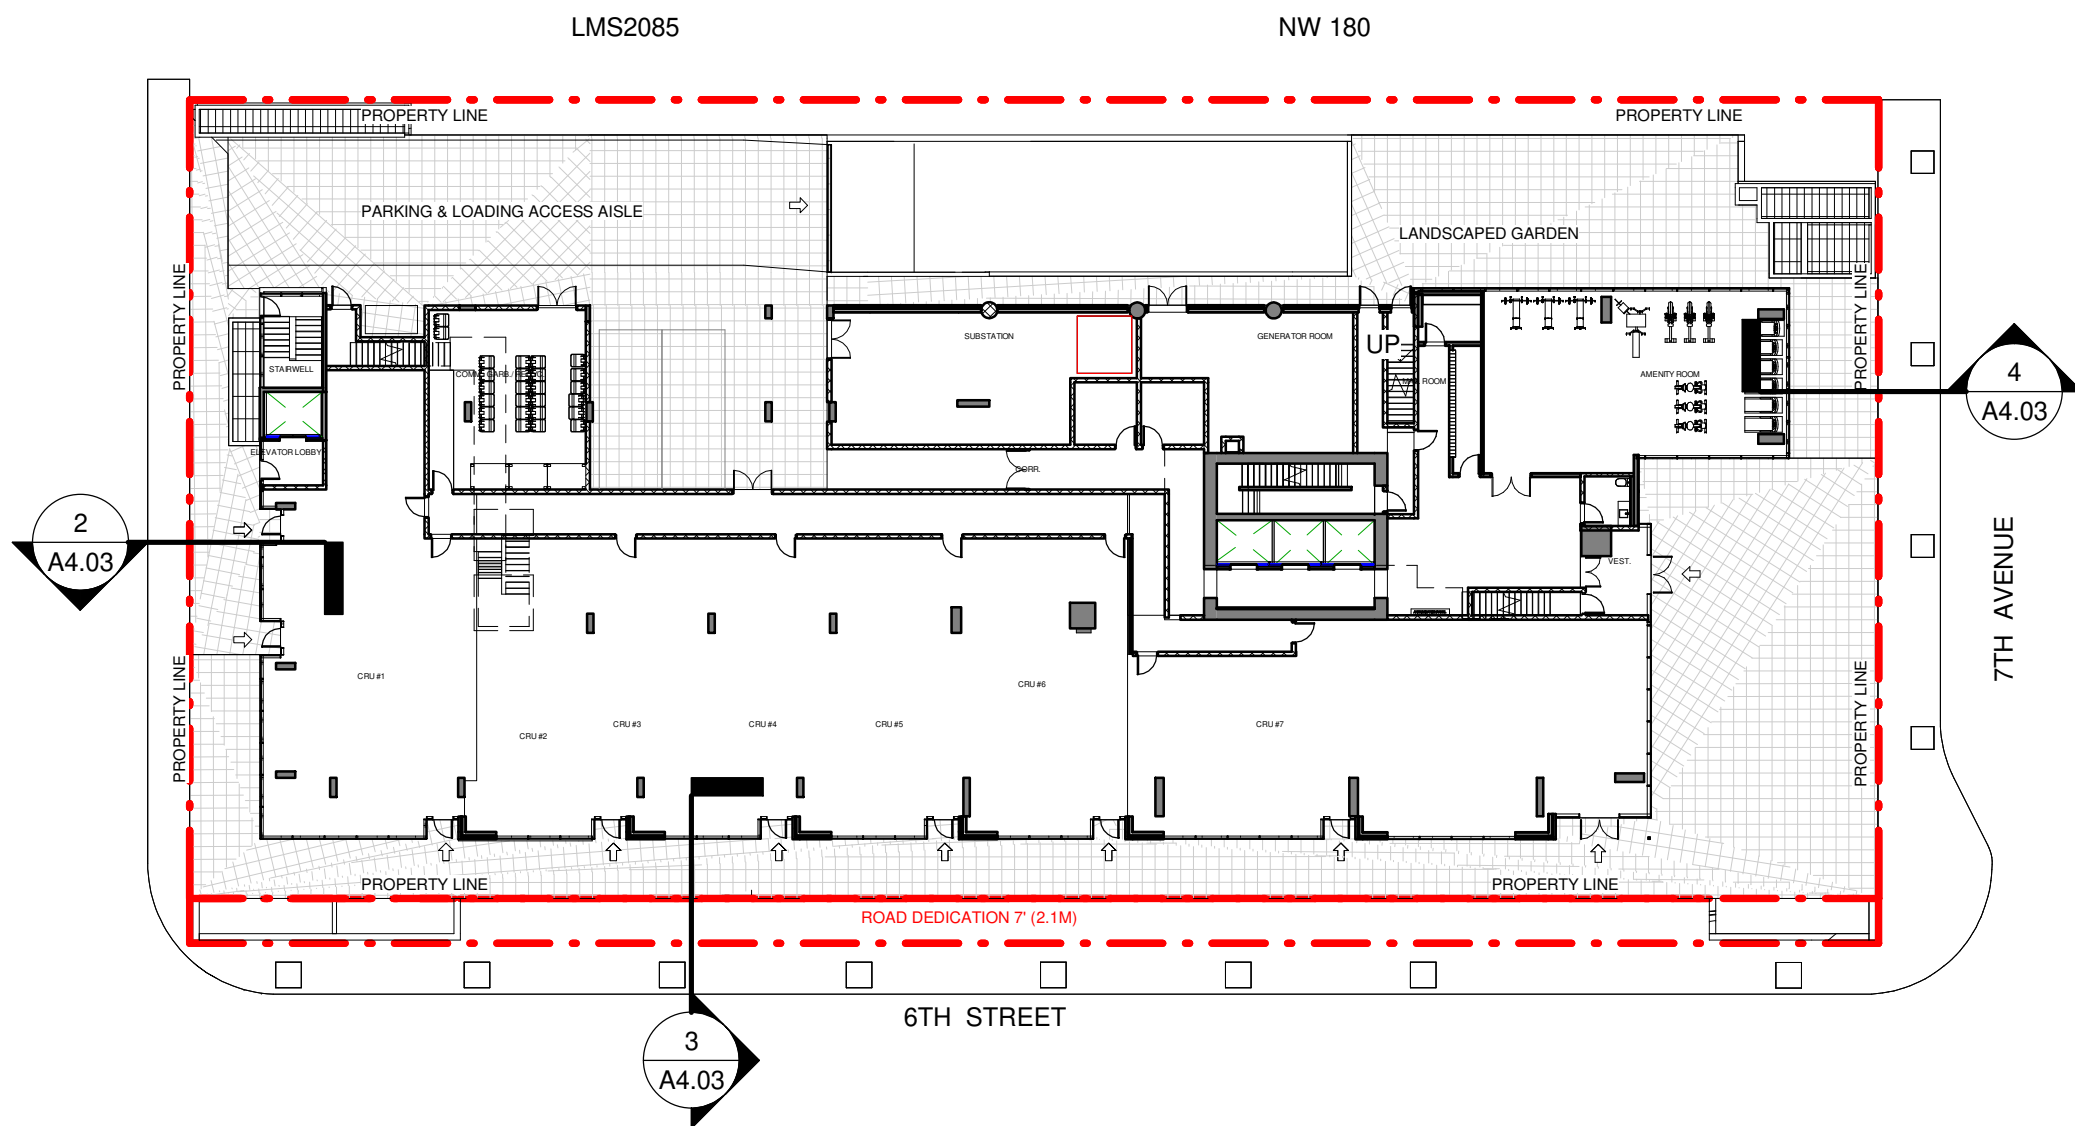 LMS2085
NW 180
PROPERTY LINE
PROPERTY LINE
PARKING & LOADING ACCESS AISLE
LANDSCAPED GARDEN
PROPERTY LINE
PROPERTY LINE
SUBSTATION
GENERATOR ROOM
UP
STAIRWELL
COMM. GARB./
ROOM
AMENITY ROOM
4
A4.03
ELEVATOR LOBBY
CORR.
2
A4.03
VEST.
7TH AVENUE
PROPERTY LINE
PROPERTY LINE
CRU #1
CRU #6
CRU #2
CRU #3
CRU #4
CRU #5
CRU #7
PROPERTY LINE
PROPERTY LINE
ROAD DEDICATION 7' (2.1M)
6TH STREET
3
A4.03